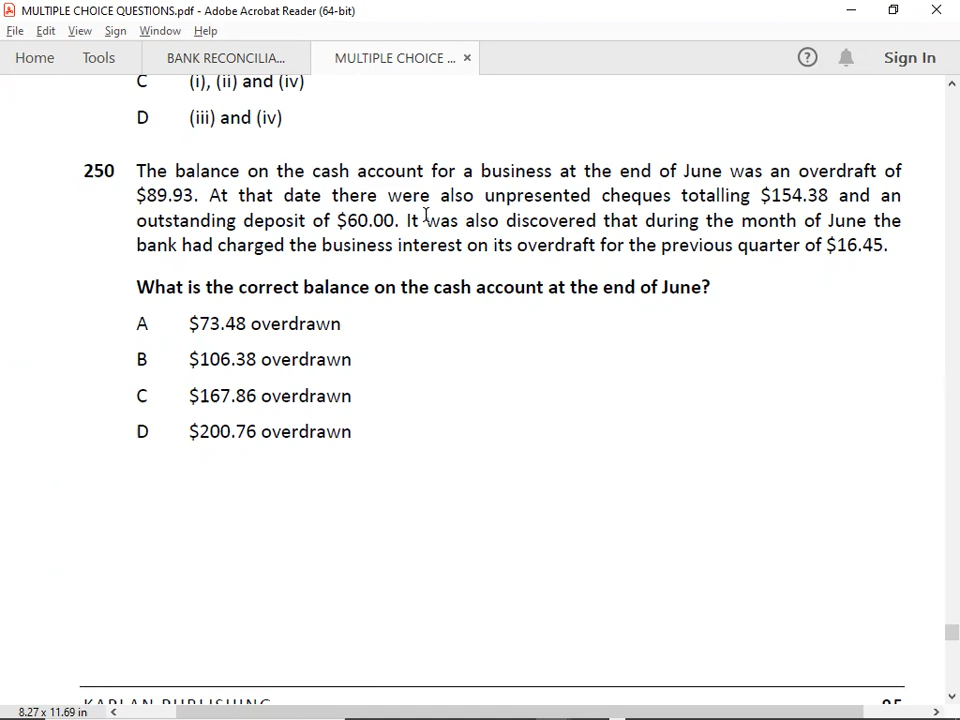 MULTIPLE CHOICE QUESTIONS.pdf - Adobe Acrobat Reader (64-bit)
File Edit View Sign Window Help
Home Tools BANK RECONCILIA... MULTIPLE CHOICE ... × ? Sign In
C (i), (ii) and (iv)
D (iii) and (iv)
250 The balance on the cash account for a business at the end of June was an overdraft of
$89.93. At that date there were also unpresented cheques totalling $154.38 and an
outstanding deposit of $60.00. It was also discovered that during the month of June the
bank had charged the business interest on its overdraft for the previous quarter of $16.45.
What is the correct balance on the cash account at the end of June?
A $73.48 overdrawn
B $106.38 overdrawn
C $167.86 overdrawn
D $200.76 overdrawn
KAPLAN PUBLISHING 95
8.27 x 11.69 in